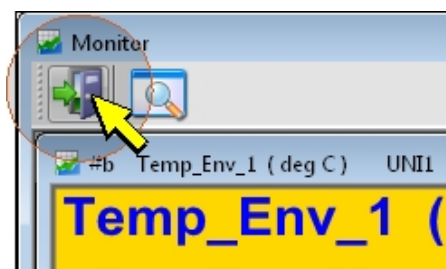 Monitor
#b Temp_Env_1 ( deg C ) UNI1
Temp_Env_1 (